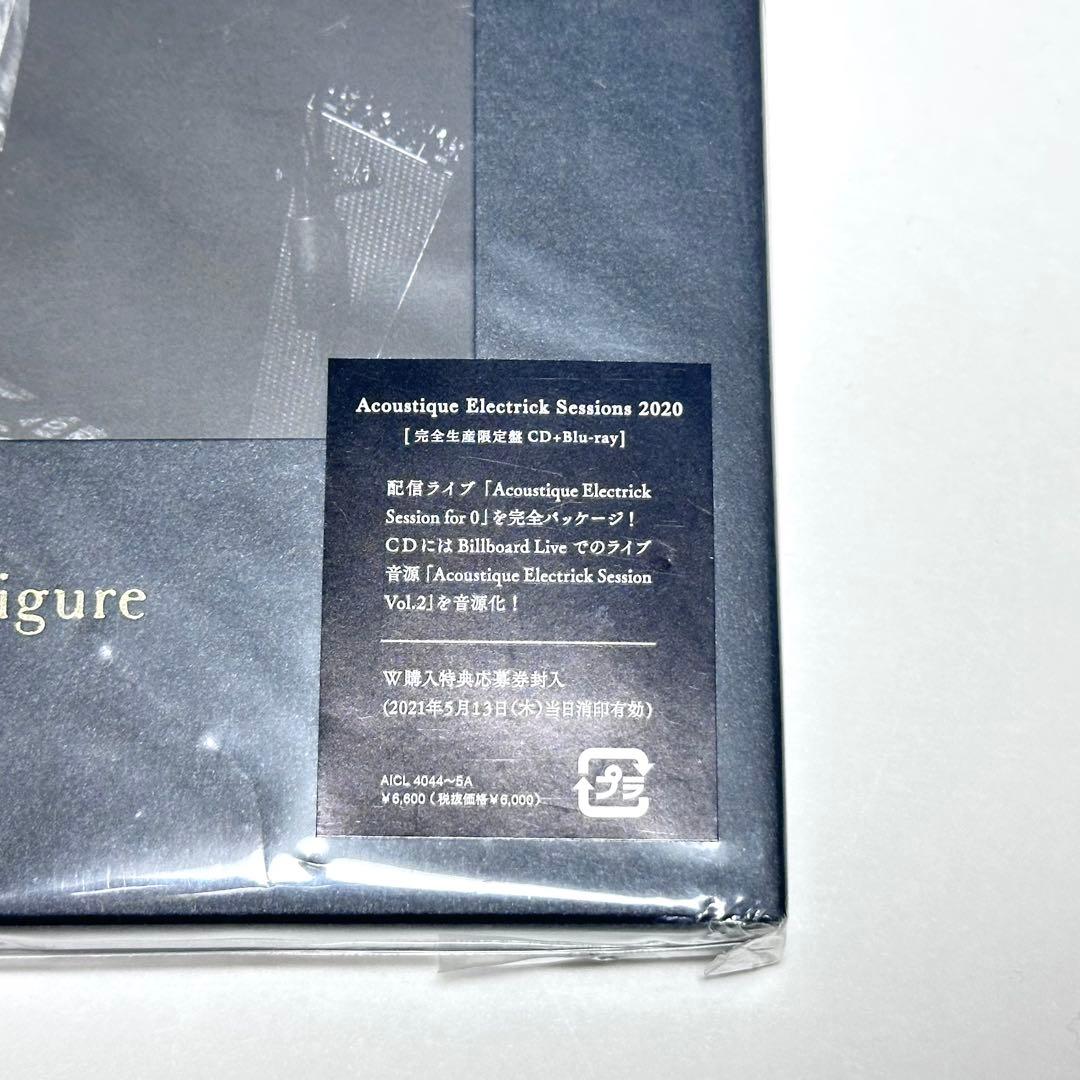 igure
Acoustique Electrick Sessions 2020
[完全生産限定盤 CD+Blu-ray]
配信ライブ「Acoustique Electrick
Session for 0」を完全パッケージ！
CDにはBillboard Live でのライブ
音源「Acoustique Electrick Session
Vol.2」を音源化！
W購入特典応募券封入
(2021年5月13日(木)当日消印有効)
AICL 4044〜5A
¥6,600（税抜価格¥6,000）
プラ